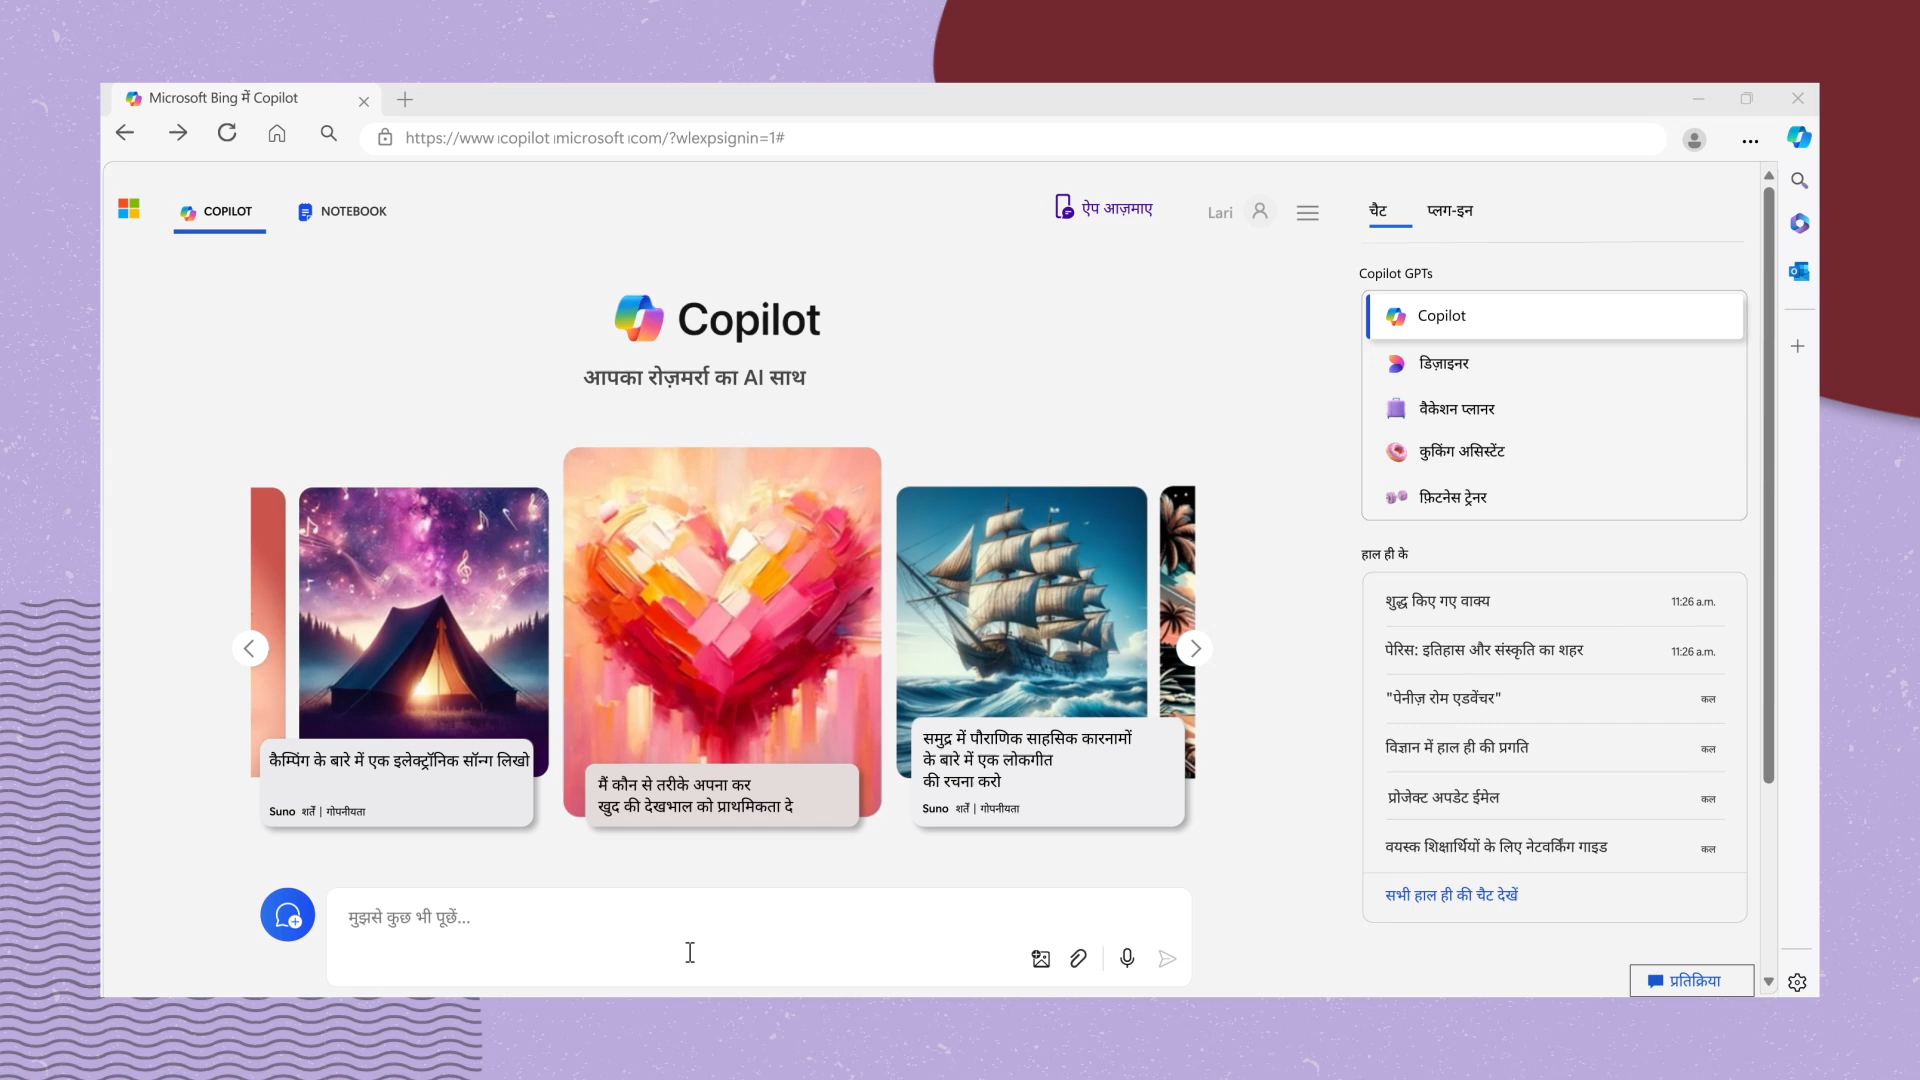 Microsoft Bing में Copilot
https://www.copilot.microsoft.com/?wlexpsignin=1#
COPILOT
NOTEBOOK
ऐप आज़माए
Lari
चैट
प्लग-इन
Copilot
आपका रोज़मर्रा का AI साथ
कैम्पिंग के बारे में एक इलेक्ट्रॉनिक सॉन्ग लिखो
Suno शर्तें | गोपनीयता
मैं कौन से तरीके अपना कर
खुद की देखभाल को प्राथमिकता दे
समुद्र में पौराणिक साहसिक कारनामों
के बारे में एक लोकगीत
की रचना करो
Suno शर्तें | गोपनीयता
मुझसे कुछ भी पूछें...
Copilot GPTs
Copilot
डिज़ाइनर
वैकेशन प्लानर
कुकिंग असिस्टेंट
फ़िटनेस ट्रेनर
हाल ही के
शुद्ध किए गए वाक्य 11:26 a.m.
पेरिस: इतिहास और संस्कृति का शहर 11:26 a.m.
"पेनीज़ रोम एडवेंचर" कल
विज्ञान में हाल ही की प्रगति कल
प्रोजेक्ट अपडेट ईमेल कल
वयस्क शिक्षार्थियों के लिए नेटवर्किंग गाइड कल
सभी हाल ही की चैट देखें
प्रतिक्रिया